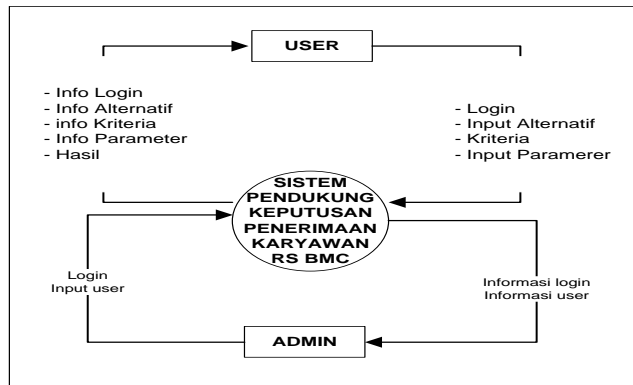 USER
- Info Login
- Info Alternatif
- info Kriteria
- Info Parameter
- Hasil
- Login
- Input Alternatif
- Kriteria
- Input Paramerer
SISTEM
PENDUKUNG
KEPUTUSAN
PENERIMAAN
KARYAWAN
RS BMC
Login
Input user
Informasi login
Informasi user
ADMIN